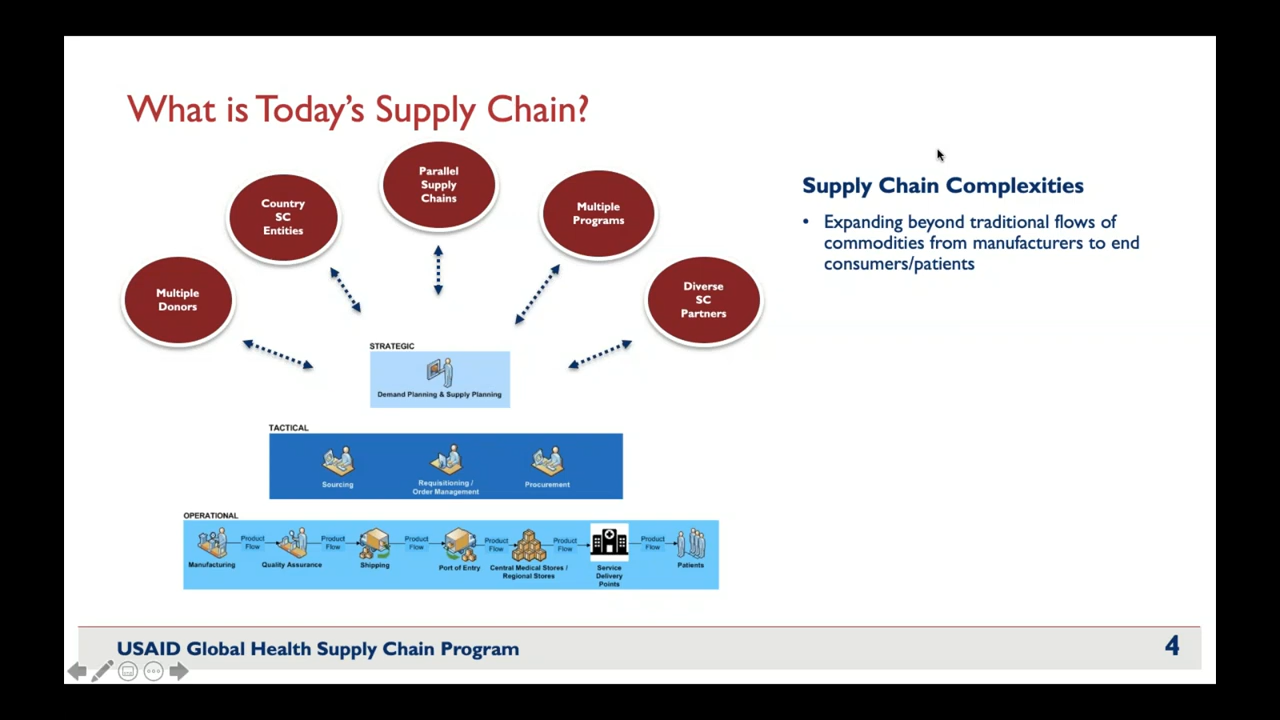 What is Today's Supply Chain?
Parallel
Supply
Chains
Country
SC
Entities
Multiple
Programs
Multiple
Donors
Diverse
SC
Partners
Supply Chain Complexities
• Expanding beyond traditional flows of
commodities from manufacturers to end
consumers/patients
STRATEGIC
Demand Planning & Supply Planning
TACTICAL
Sourcing
Requisitioning /
Order Management
Procurement
OPERATIONAL
Manufacturing
Product
Flow
Quality Assurance
Product
Flow
Shipping
Product
Flow
Port of Entry
Product
Flow
Central Medical Stores /
Regional Stores
Product
Flow
Service
Delivery
Points
Product
Flow
Patients
USAID Global Health Supply Chain Program
4